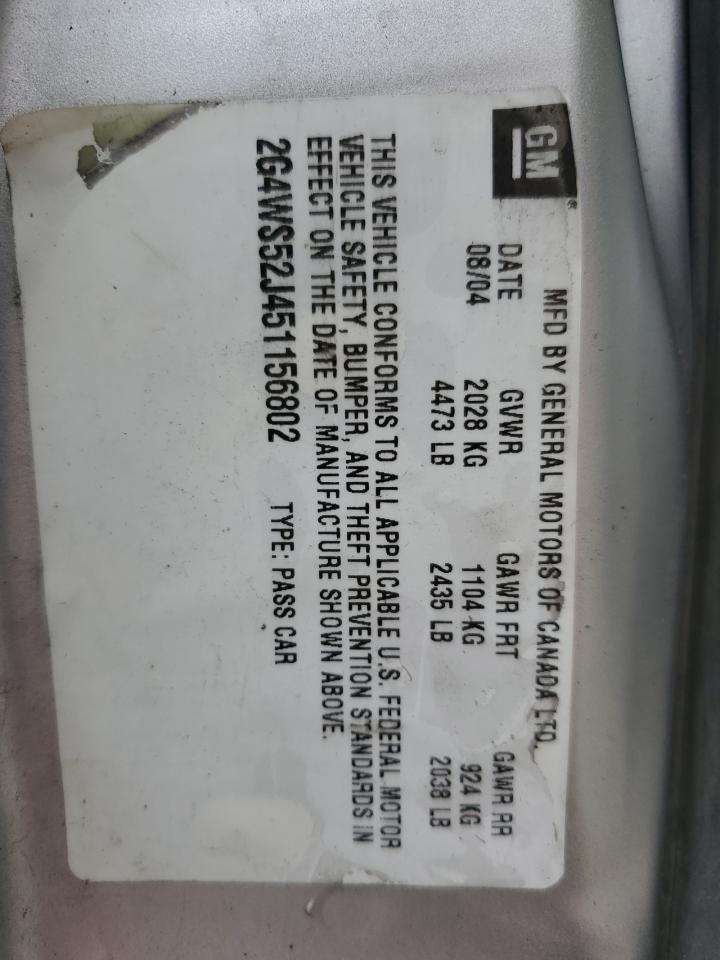 GM®
MFD BY GENERAL MOTORS OF CANADA LTD.
DATE GVWR GAWR FRT GAWR RR
08/04 2028 KG 1104 KG 924 KG
4473 LB 2435 LB 2038 LB
THIS VEHICLE CONFORMS TO ALL APPLICABLE U.S. FEDERAL MOTOR
VEHICLE SAFETY, BUMPER, AND THEFT PREVENTION STANDARDS IN
EFFECT ON THE DATE OF MANUFACTURE SHOWN ABOVE.
2G4WS52J451156802 TYPE: PASS CAR